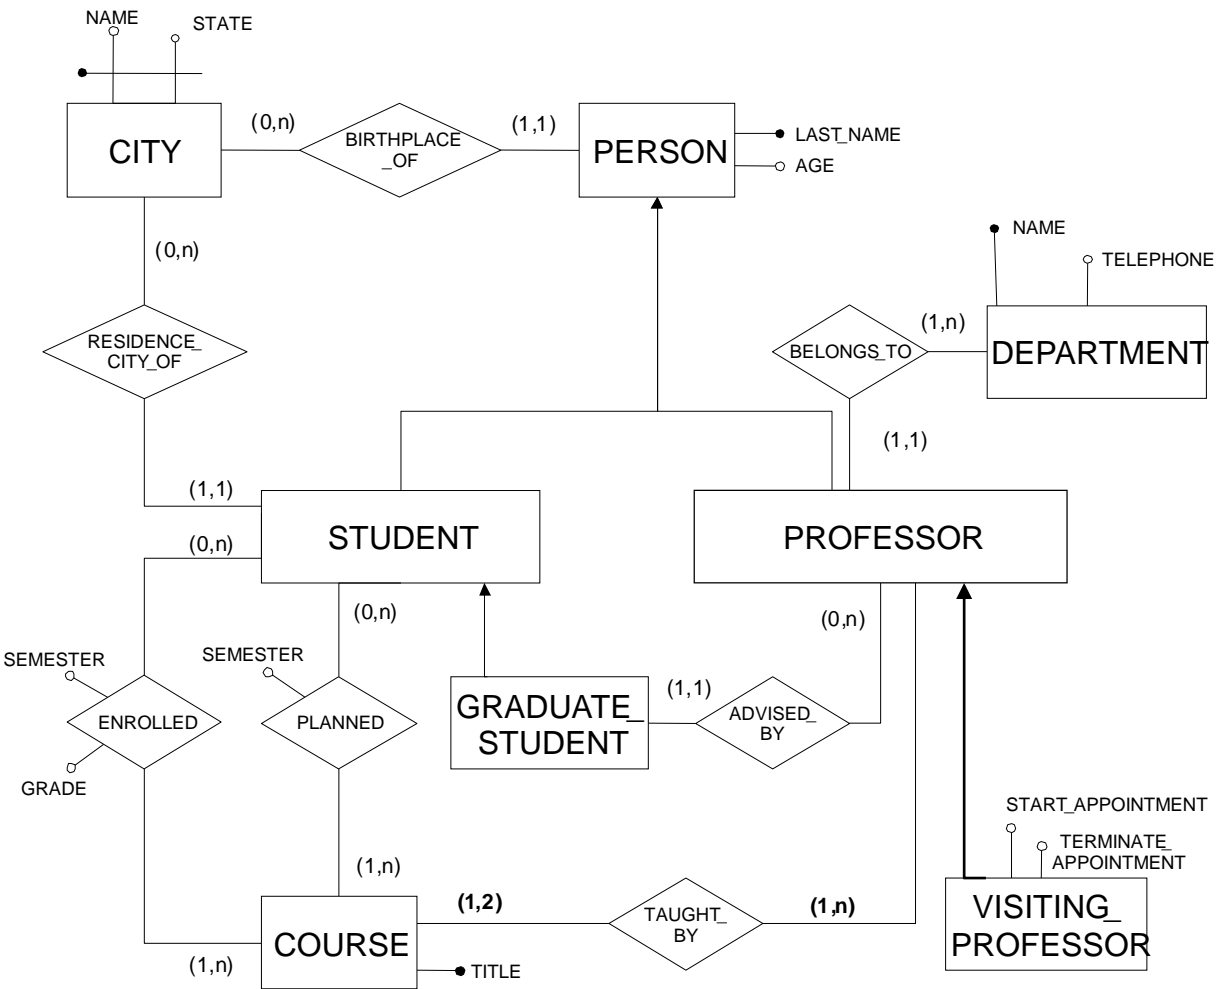 NAME
STATE
(0,n)
BIRTHPLACE
_OF
(1,1)
CITY
PERSON
LAST_NAME
AGE
(0,n)
NAME
TELEPHONE
RESIDENCE_
CITY_OF
BELONGS_TO
(1,n)
DEPARTMENT
(1,1)
(1,1)
STUDENT
PROFESSOR
(0,n)
(0,n)
(0,n)
SEMESTER
SEMESTER
ENROLLED
PLANNED
GRADUATE_
STUDENT
(1,1)
ADVISED_
BY
GRADE
START_APPOINTMENT
TERMINATE_
APPOINTMENT
(1,n)
(1,2)
TAUGHT_
BY
(1,n)
VISITING_
PROFESSOR
COURSE
(1,n)
TITLE